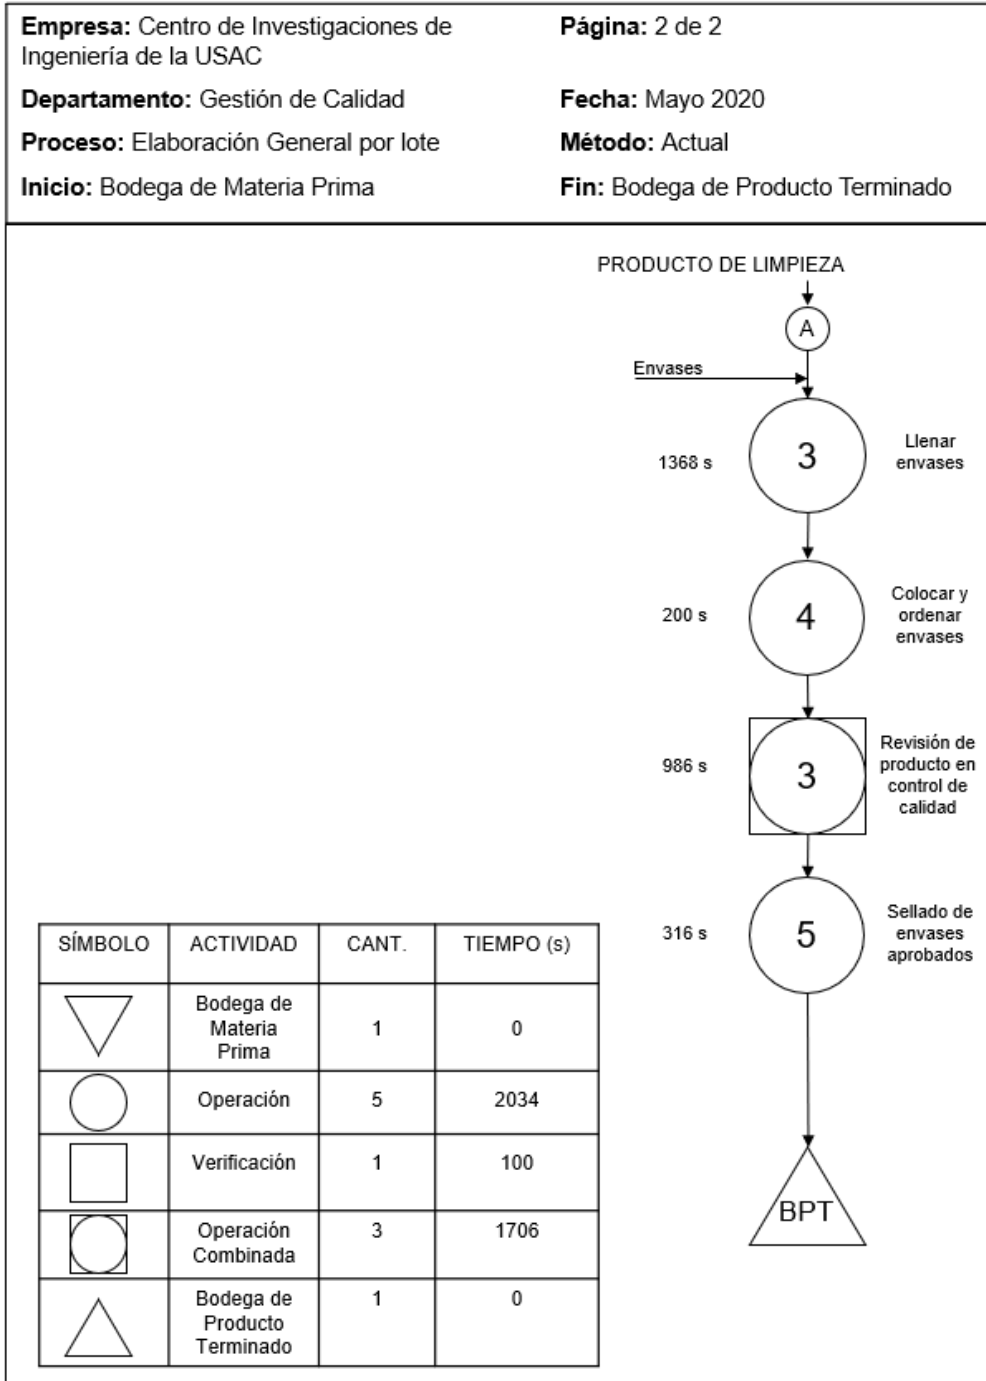 Empresa: Centro de Investigaciones de
Ingeniería de la USAC
Página: 2 de 2
Departamento: Gestión de Calidad
Fecha: Mayo 2020
Proceso: Elaboración General por lote
Método: Actual
Inicio: Bodega de Materia Prima
Fin: Bodega de Producto Terminado
PRODUCTO DE LIMPIEZA
A
Envases
1368 s
3
Llenar
envases
200 s
4
Colocar y
ordenar
envases
986 s
3
Revisión de
producto en
control de
calidad
316 s
5
Sellado de
envases
aprobados
BPT
SÍMBOLO ACTIVIDAD CANT. TIEMPO (s)
Bodega de
Materia
Prima
1
0
Operación 5 2034
Verificación 1 100
Operación
Combinada
3
1706
Bodega de
Producto
Terminado
1
0